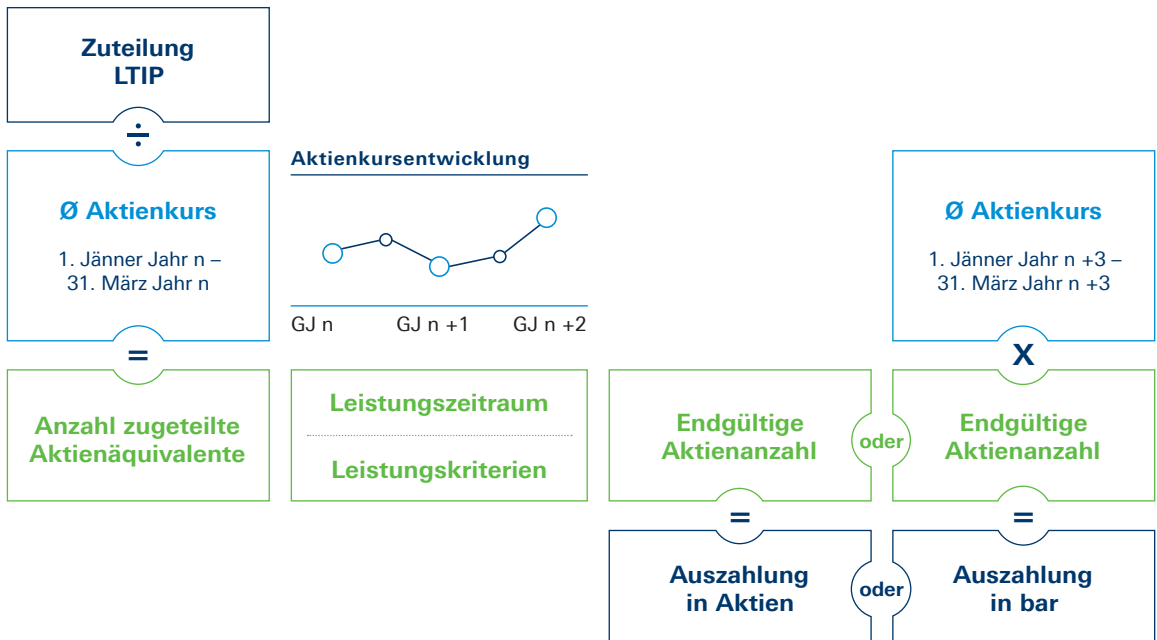 Zuteilung
LTIP
÷
Ø Aktienkurs
1. Jänner Jahr n –
31. März Jahr n
=
Anzahl zugeteilte
Aktienäquivalente
Aktienkursentwicklung
GJ n GJ n +1 GJ n +2
Leistungszeitraum
Leistungskriterien
Ø Aktienkurs
1. Jänner Jahr n +3 –
31. März Jahr n +3
X
Endgültige
Aktienanzahl
oder
Endgültige
Aktienanzahl
=
=
Auszahlung
in Aktien
oder
Auszahlung
in bar